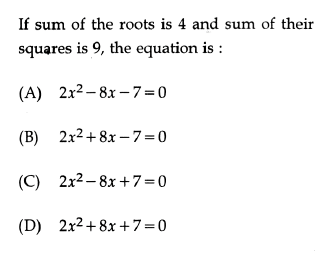 If sum of the roots is 4 and sum of their
squares is 9, the equation is :
(A) 2x² – 8x – 7 = 0
(B) 2x² + 8x – 7 = 0
(C) 2x² – 8x + 7 = 0
(D) 2x² + 8x + 7 = 0